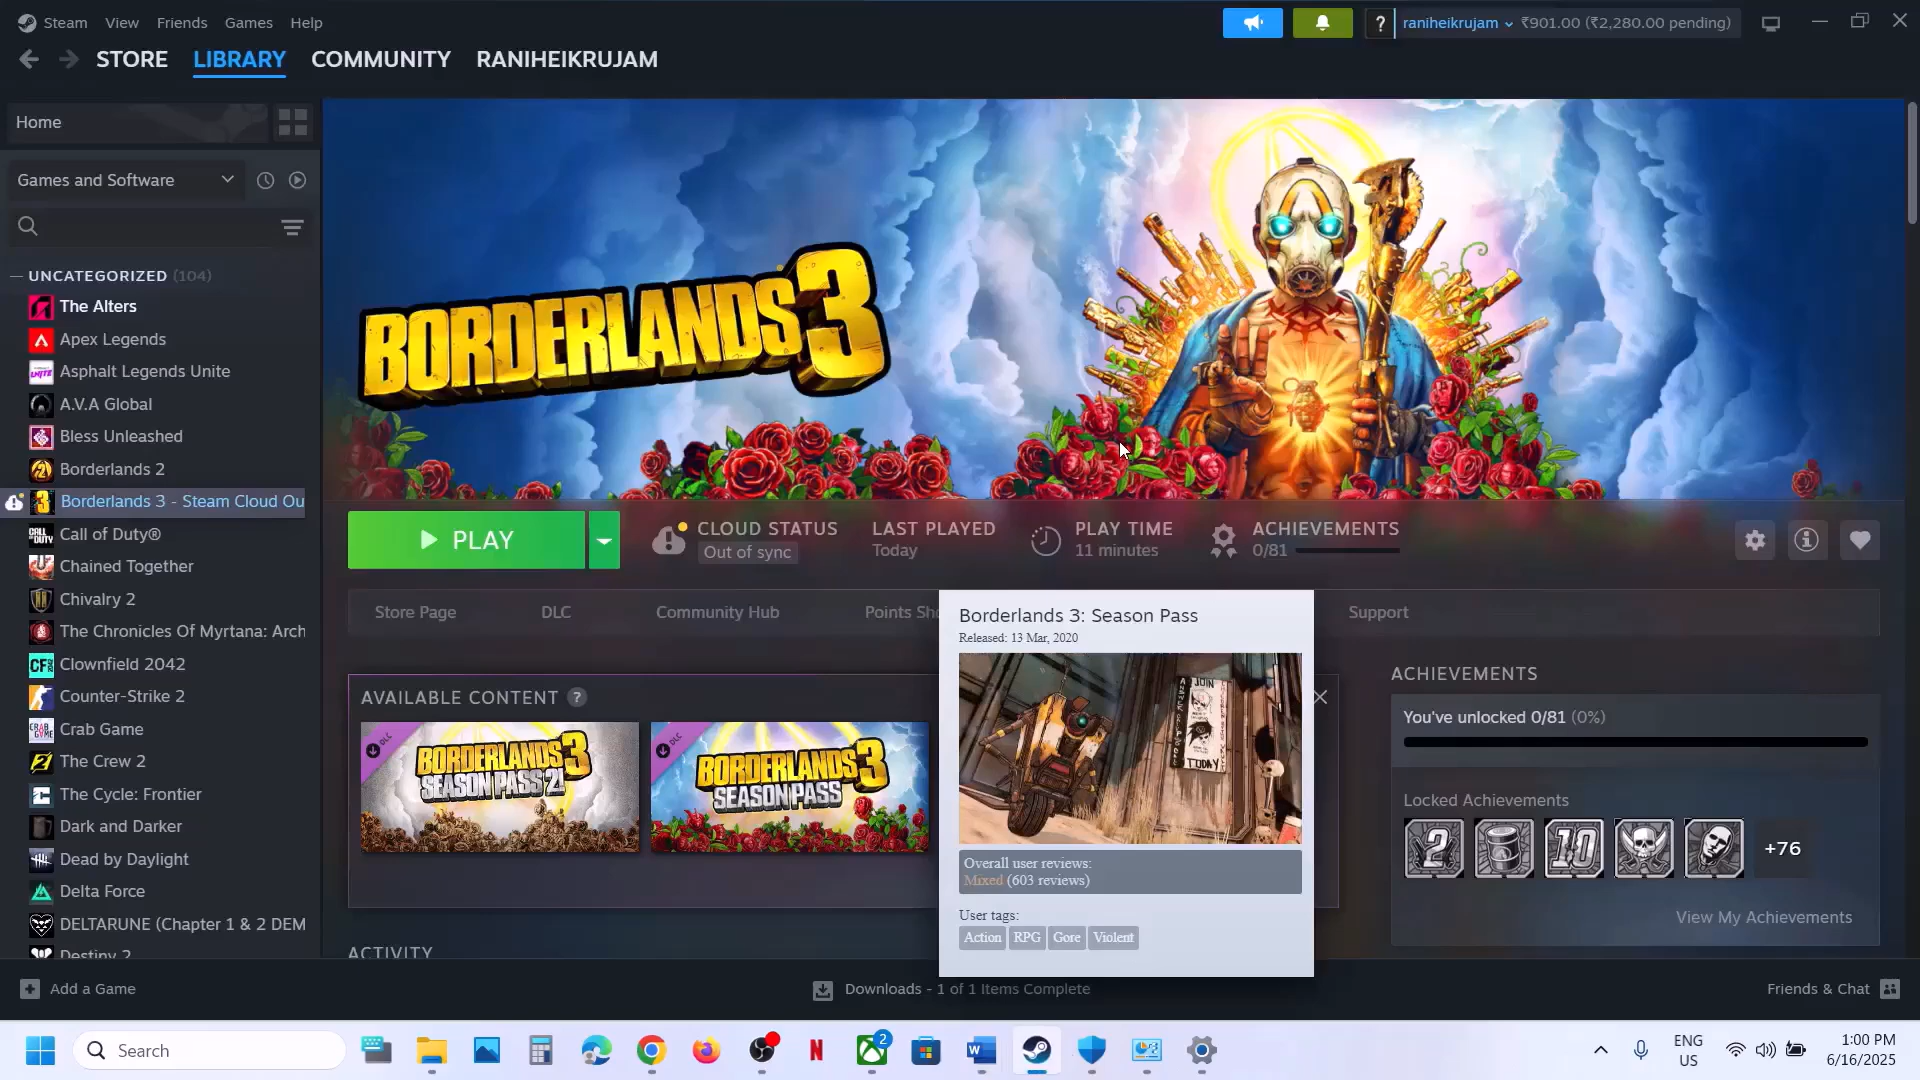 Steam View Friends Games Help
raniheikrujam ₹901.00 (₹2,280.00 pending)
STORE LIBRARY COMMUNITY RANIHEIKRUJAM
Home
Games and Software
UNCATEGORIZED (104)
The Alters
Apex Legends
Asphalt Legends Unite
A.V.A Global
Bless Unleashed
Borderlands 2
Borderlands 3 - Steam Cloud Ou
Call of Duty®
Chained Together
Chivalry 2
The Chronicles Of Myrtana: Arch
Clownfield 2042
Counter-Strike 2
Crab Game
The Crew 2
The Cycle: Frontier
Dark and Darker
Dead by Daylight
Delta Force
DELTARUNE (Chapter 1 & 2 DEM
Destiny 2
BORDERLANDS 3
PLAY
CLOUD STATUS
Out of sync
LAST PLAYED
Today
PLAY TIME
11 minutes
ACHIEVEMENTS
0/81
Store Page DLC Community Hub Points Sho Support
AVAILABLE CONTENT ?
DLC
BORDERLANDS 3
SEASON PASS 2
DLC
BORDERLANDS 3
SEASON PASS
Borderlands 3: Season Pass
Released: 13 Mar, 2020
JOIN
TODAY
Overall user reviews:
Mixed (603 reviews)
User tags:
Action RPG Gore Violent
ACHIEVEMENTS
You've unlocked 0/81 (0%)
Locked Achievements
2
10
+76
View My Achievements
ACTIVITY
Add a Game
Downloads - 1 of 1 Items Complete
Friends & Chat
Search
2
ENG
US
1:00 PM
6/16/2025